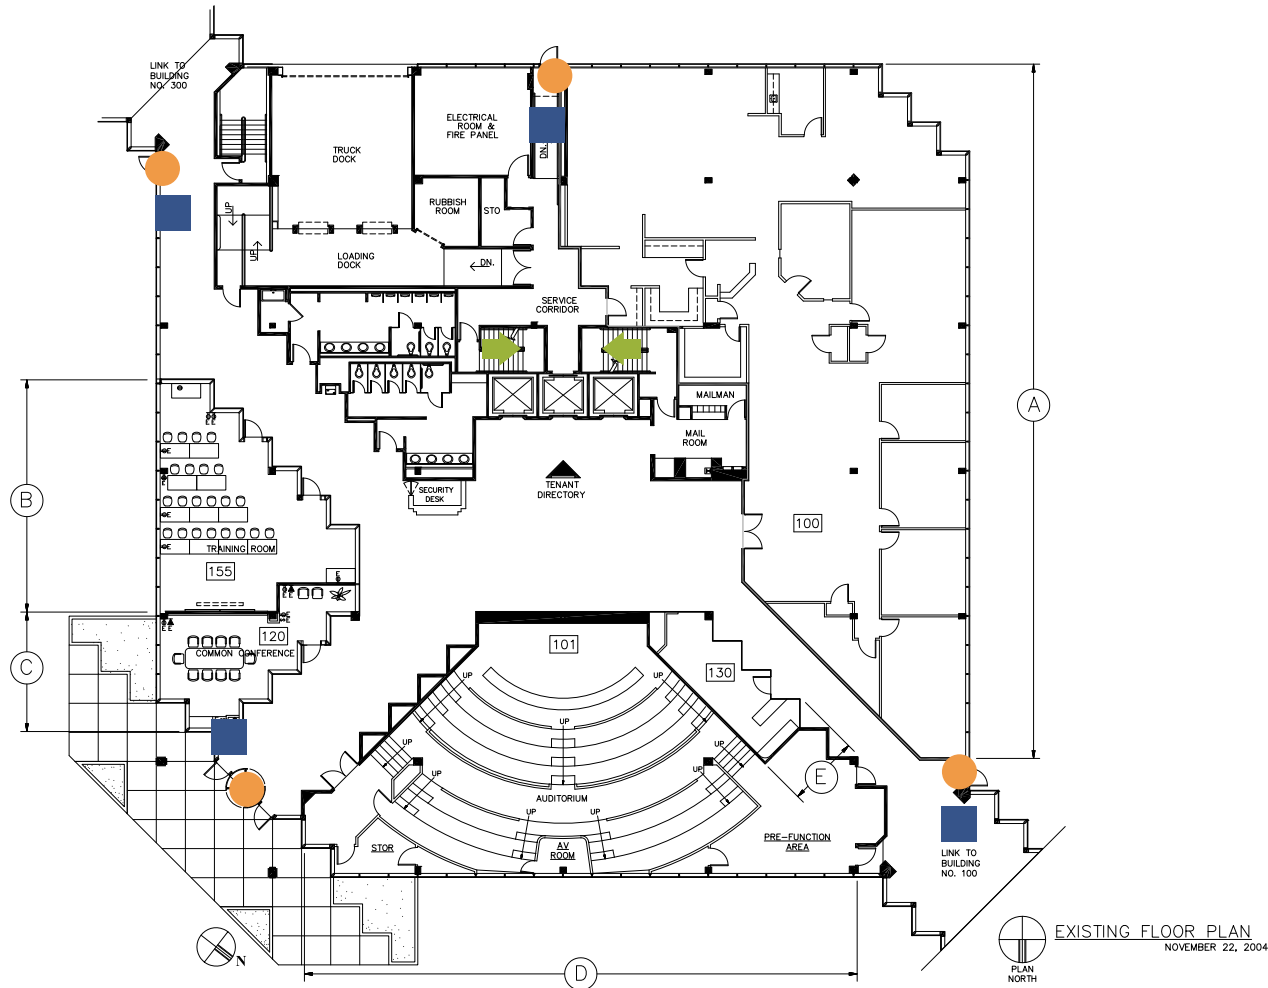 LINK TO
BUILDING
NO. 300
ELECTRICAL
ROOM &
FIRE PANEL
DN.
TRUCK
DOCK
RUBBISH
ROOM
STO
UP
UP
LOADING
DOCK
DN.
SERVICE
CORRIDOR
A
MAILMAN
MAIL
ROOM
TENANT
DIRECTORY
SECURITY
DESK
B
E E
E
E
E
E
TRAINING ROOM
155
E
100
C
E E
E
E
120
COMMON CONFERENCE
101
130
UP
UP
UP
UP
UP
UP
E
AUDITORIUM
UP
UP
STOR
AV
ROOM
PRE-FUNCTION
AREA
LINK TO
BUILDING
NO. 100
N
D
PLAN
NORTH
EXISTING FLOOR PLAN
NOVEMBER 22, 2004